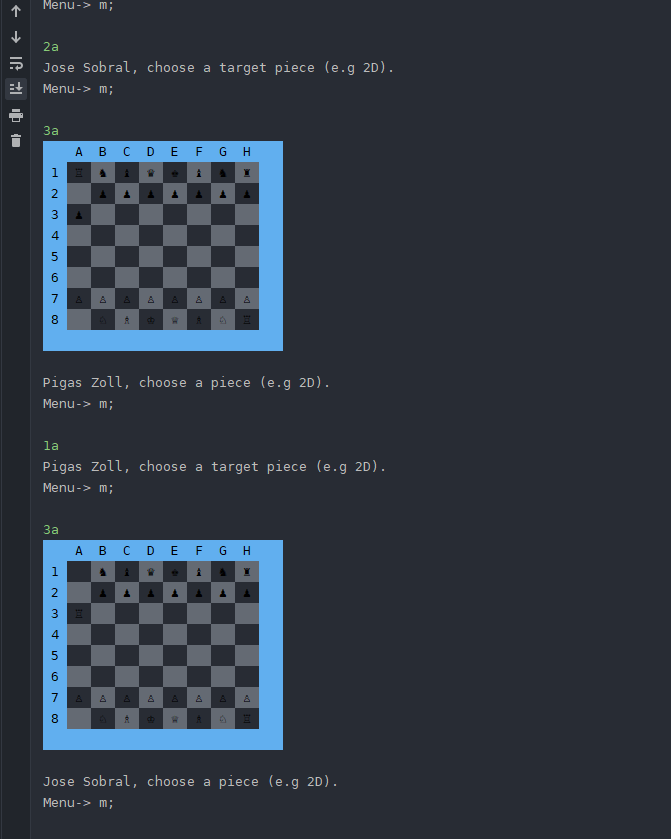 Menu-> m;
2a
Jose Sobral, choose a target piece (e.g 2D).
Menu-> m;
3a
A B C D E F G H
1 ♖ ♞ ♝ ♛ ♚ ♝ ♞ ♜
2 ♟ ♟ ♟ ♟ ♟ ♟ ♟
3 ♟
4
5
6
7 ♙ ♙ ♙ ♙ ♙ ♙ ♙ ♙
8 ♘ ♗ ♔ ♕ ♗ ♘ ♖
Pigas Zoll, choose a piece (e.g 2D).
Menu-> m;
1a
Pigas Zoll, choose a target piece (e.g 2D).
Menu-> m;
3a
A B C D E F G H
1 ♞ ♝ ♛ ♚ ♝ ♞ ♜
2 ♟ ♟ ♟ ♟ ♟ ♟ ♟
3 ♖
4
5
6
7 ♙ ♙ ♙ ♙ ♙ ♙ ♙ ♙
8 ♘ ♗ ♔ ♕ ♗ ♘ ♖
Jose Sobral, choose a piece (e.g 2D).
Menu-> m;